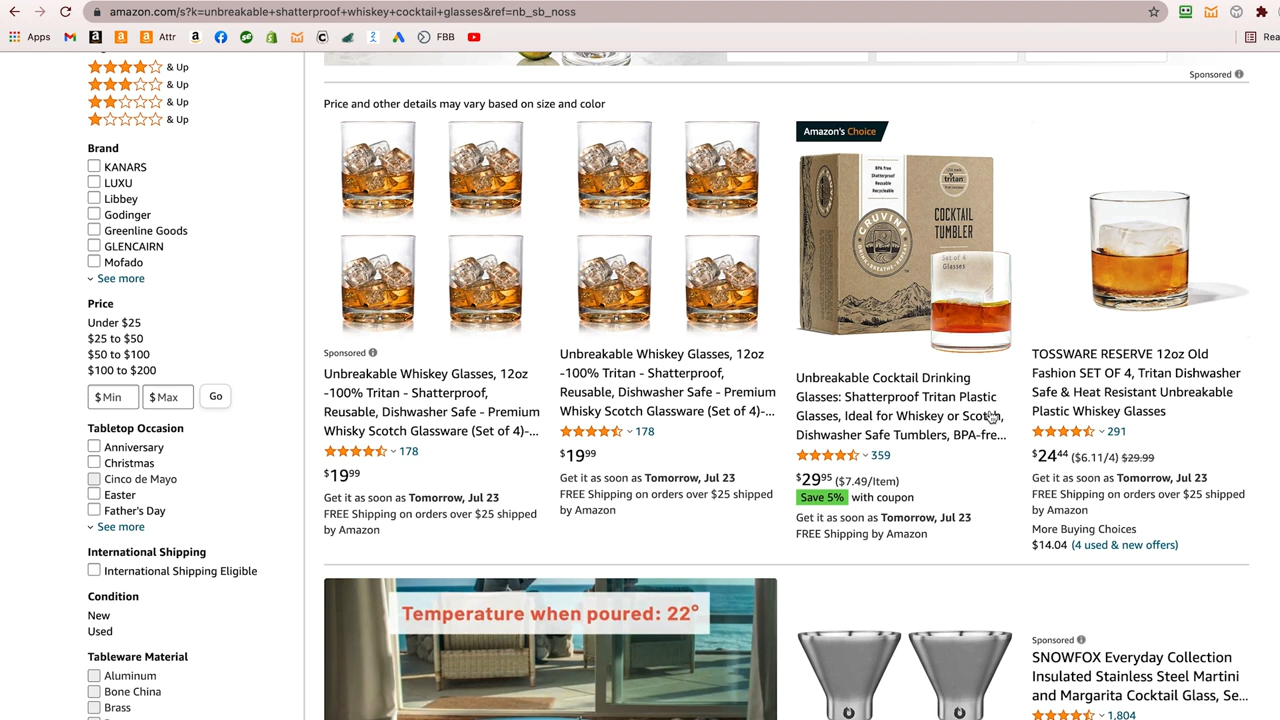 amazon.com/s?k=unbreakable+shatterproof+whiskey+cocktail+glasses&ref=nb_sb_noss
Apps
Attr
FBB
Rea
Sponsored
& Up
& Up
& Up
& Up
Brand
KANARS
LUXU
Libbey
Godinger
Greenline Goods
GLENCAIRN
Mofado
See more
Price
Under $25
$25 to $50
$50 to $100
$100 to $200
$ Min
$ Max
Go
Tabletop Occasion
Anniversary
Christmas
Cinco de Mayo
Easter
Father's Day
See more
International Shipping
International Shipping Eligible
Condition
New
Used
Tableware Material
Aluminum
Bone China
Brass
Price and other details may vary based on size and color
Sponsored
Unbreakable Whiskey Glasses, 12oz
-100% Tritan - Shatterproof,
Reusable, Dishwasher Safe - Premium
Whisky Scotch Glassware (Set of 4)-...
178
$19.99
Get it as soon as Tomorrow, Jul 23
FREE Shipping on orders over $25 shipped
by Amazon
Unbreakable Whiskey Glasses, 12oz
-100% Tritan - Shatterproof,
Reusable, Dishwasher Safe - Premium
Whisky Scotch Glassware (Set of 4)-...
178
$19.99
Get it as soon as Tomorrow, Jul 23
FREE Shipping on orders over $25 shipped
by Amazon
Amazon's Choice
BPA free
Shatterproof
Reusable
Recyclable
tritan
CRUVINA
DRINK•BREATHE•REPEAT
COCKTAIL
TUMBLER
Set of 4
Glasses
Unbreakable Cocktail Drinking
Glasses: Shatterproof Tritan Plastic
Glasses, Ideal for Whiskey or Scotch,
Dishwasher Safe Tumblers, BPA-fre...
359
$29.95 ($7.49/Item)
Save 5% with coupon
Get it as soon as Tomorrow, Jul 23
FREE Shipping by Amazon
TOSSWARE RESERVE 12oz Old
Fashion SET OF 4, Tritan Dishwasher
Safe & Heat Resistant Unbreakable
Plastic Whiskey Glasses
291
$24.44 ($6.11/4) $29.99
Get it as soon as Tomorrow, Jul 23
FREE Shipping on orders over $25 shipped
by Amazon
More Buying Choices
$14.04 (4 used & new offers)
Temperature when poured: 22°
Sponsored
SNOWFOX Everyday Collection
Insulated Stainless Steel Martini
and Margarita Cocktail Glass, Se...
1,804